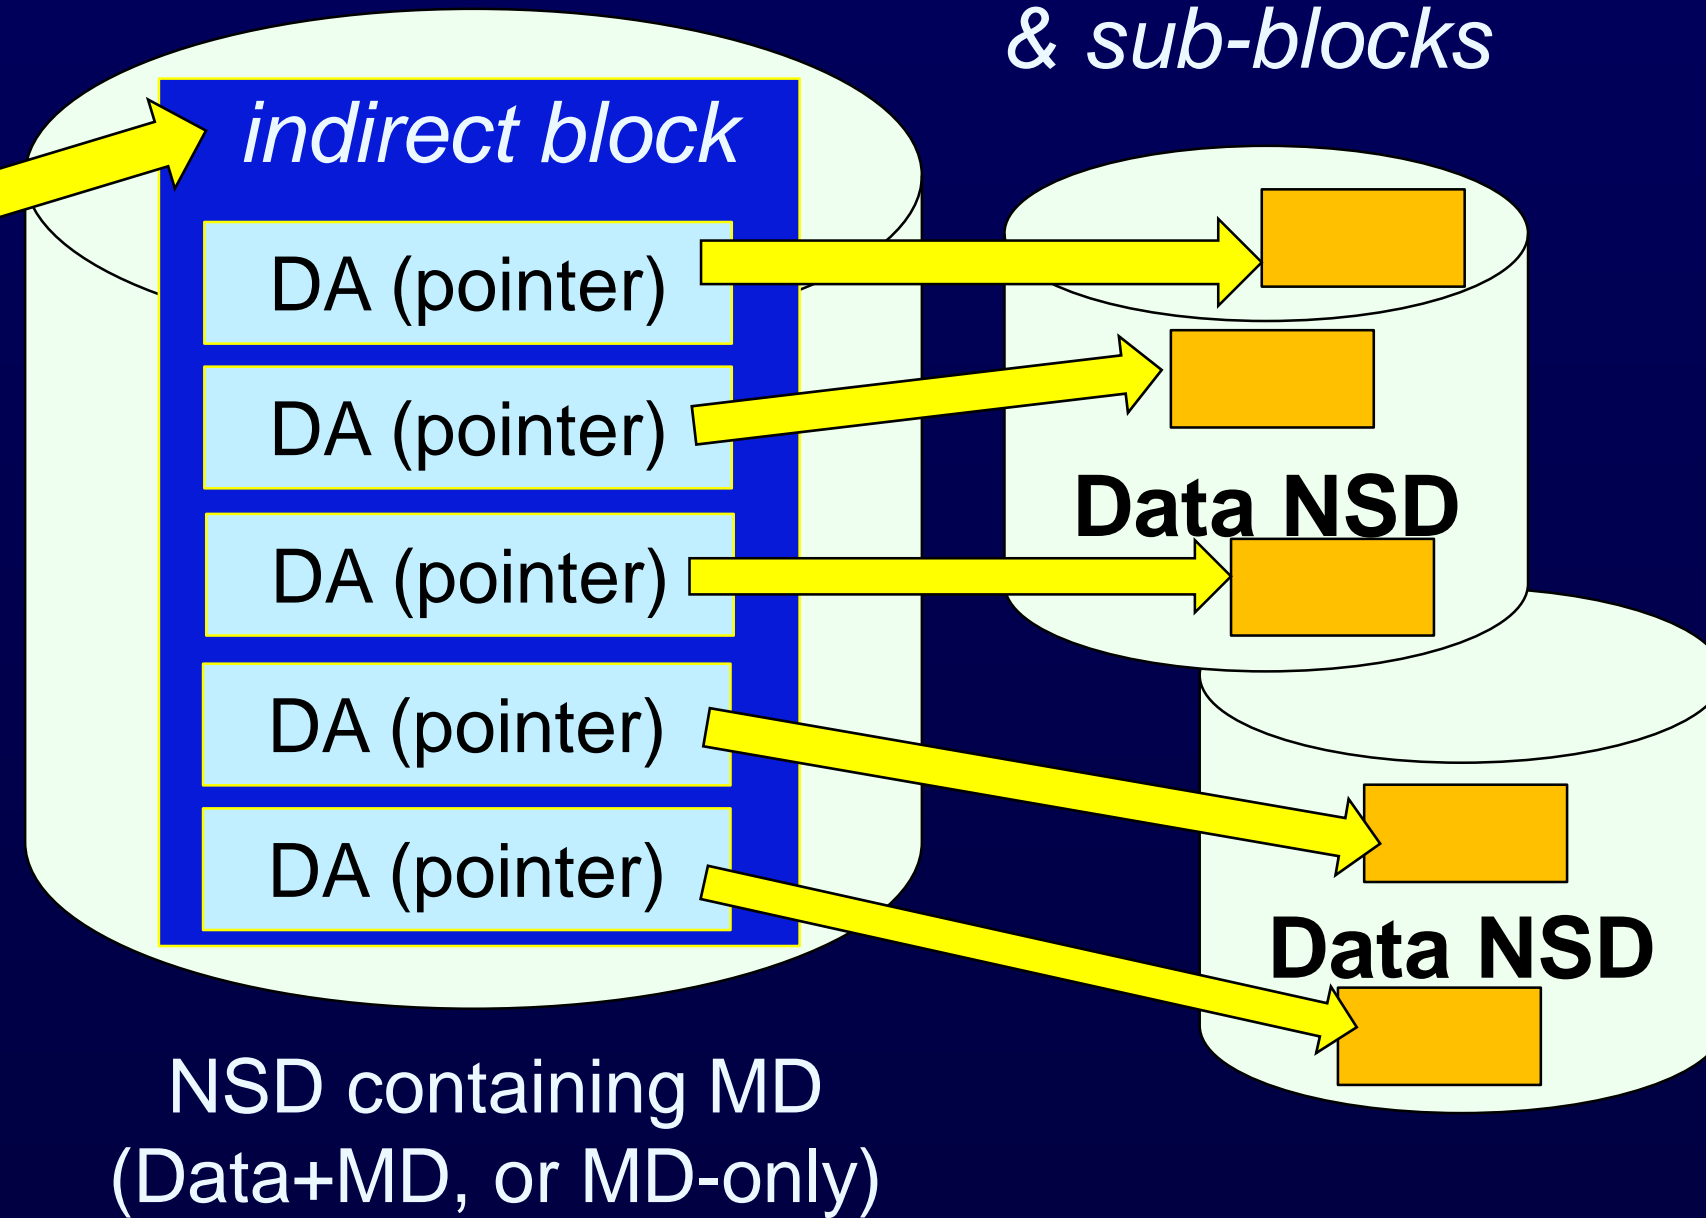 & sub-blocks
indirect block
DA (pointer)
DA (pointer)
DA (pointer)
DA (pointer)
DA (pointer)
Data NSD
Data NSD
NSD containing MD
(Data+MD, or MD-only)